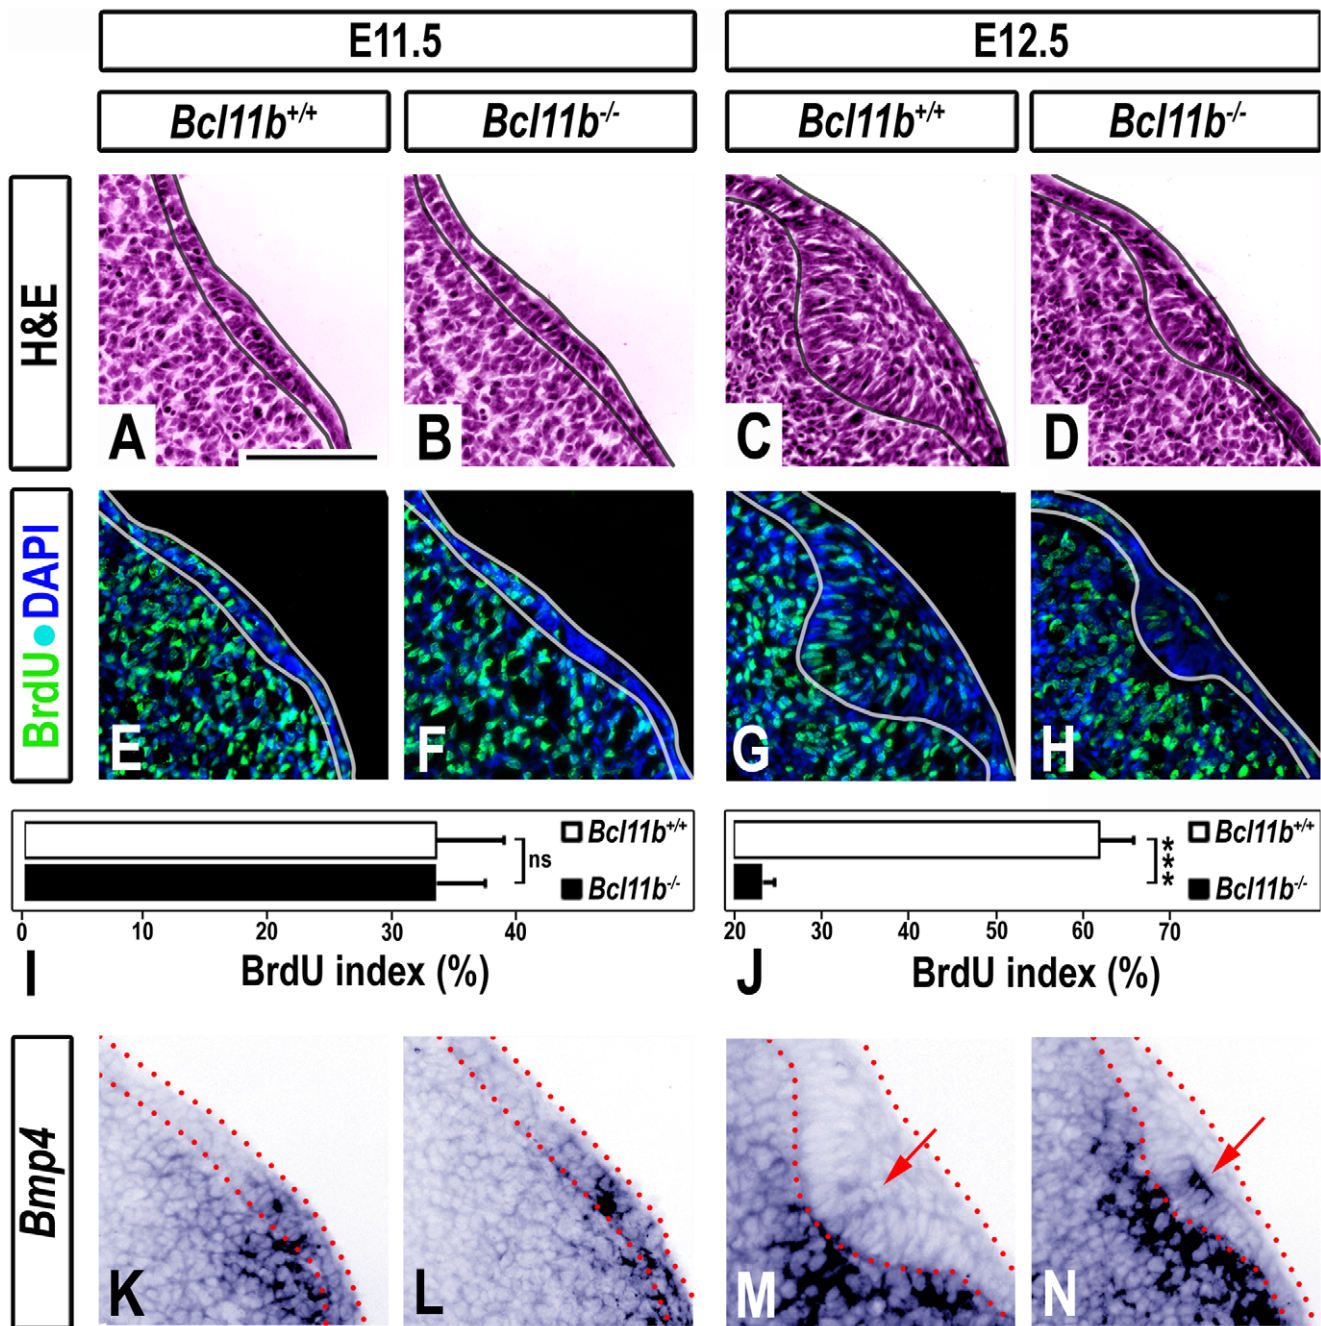 E11.5 E12.5
Bcl11b+/+ Bcl11b-/- Bcl11b+/+ Bcl11b-/-
H&E
A B C D
BrdU●DAPI
E F G H
Bcl11b+/+ ns Bcl11b-/-
Bcl11b+/+ *** Bcl11b-/-
0 10 20 30 40
20 30 40 50 60 70
I BrdU index (%)
J BrdU index (%)
Bmp4
K L M N